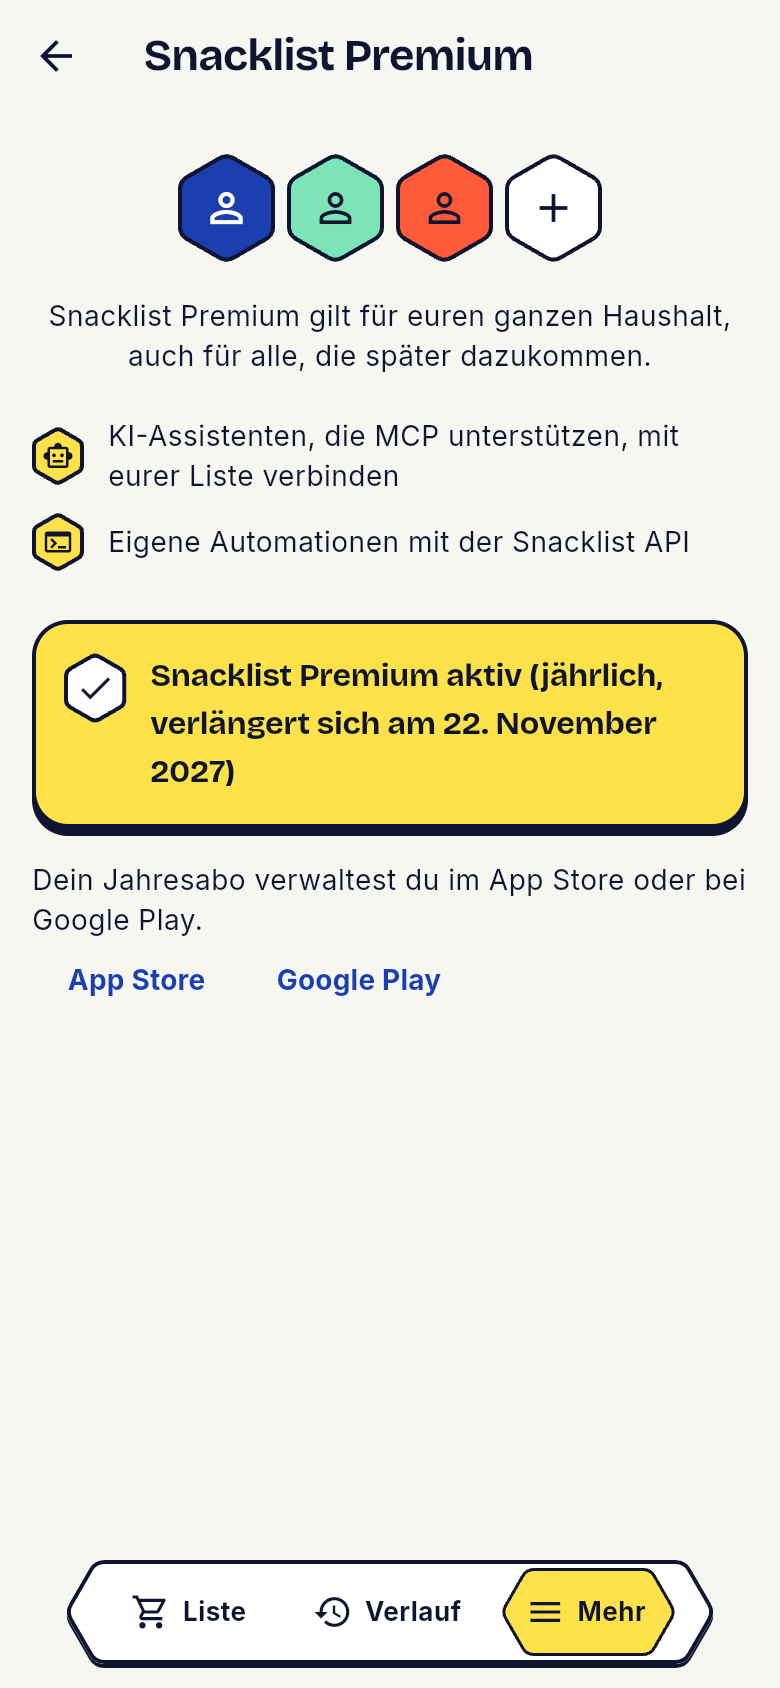 Snacklist Premium
Snacklist Premium gilt für euren ganzen Haushalt,
auch für alle, die später dazukommen.
KI-Assistenten, die MCP unterstützen, mit
eurer Liste verbinden
Eigene Automationen mit der Snacklist API
Snacklist Premium aktiv (jährlich,
verlängert sich am 22. November
2027)
Dein Jahresabo verwaltest du im App Store oder bei
Google Play.
App Store Google Play
Liste Verlauf Mehr